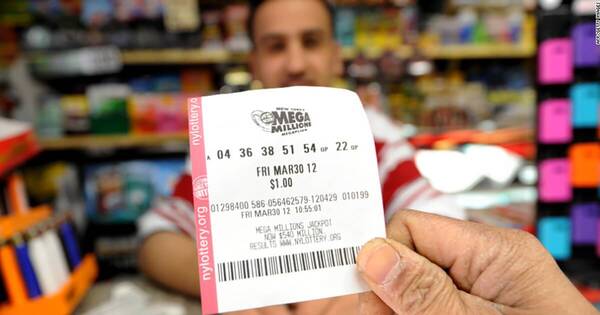 NEW YORK
MEGA
MILLIONS
MEGAPLIER
A 04 36 38 51 54 QP 22 QP
FRI MAR30 12
$1.00
01298400 586 056462579-120429 010199
FRI MAR30 12 10:55:01
MEGA MILLIONS JACKPOT
NOW $540 MILLION
RESULTS WWW.NYLOTTERY.ORG
nylottery.org
nylottery